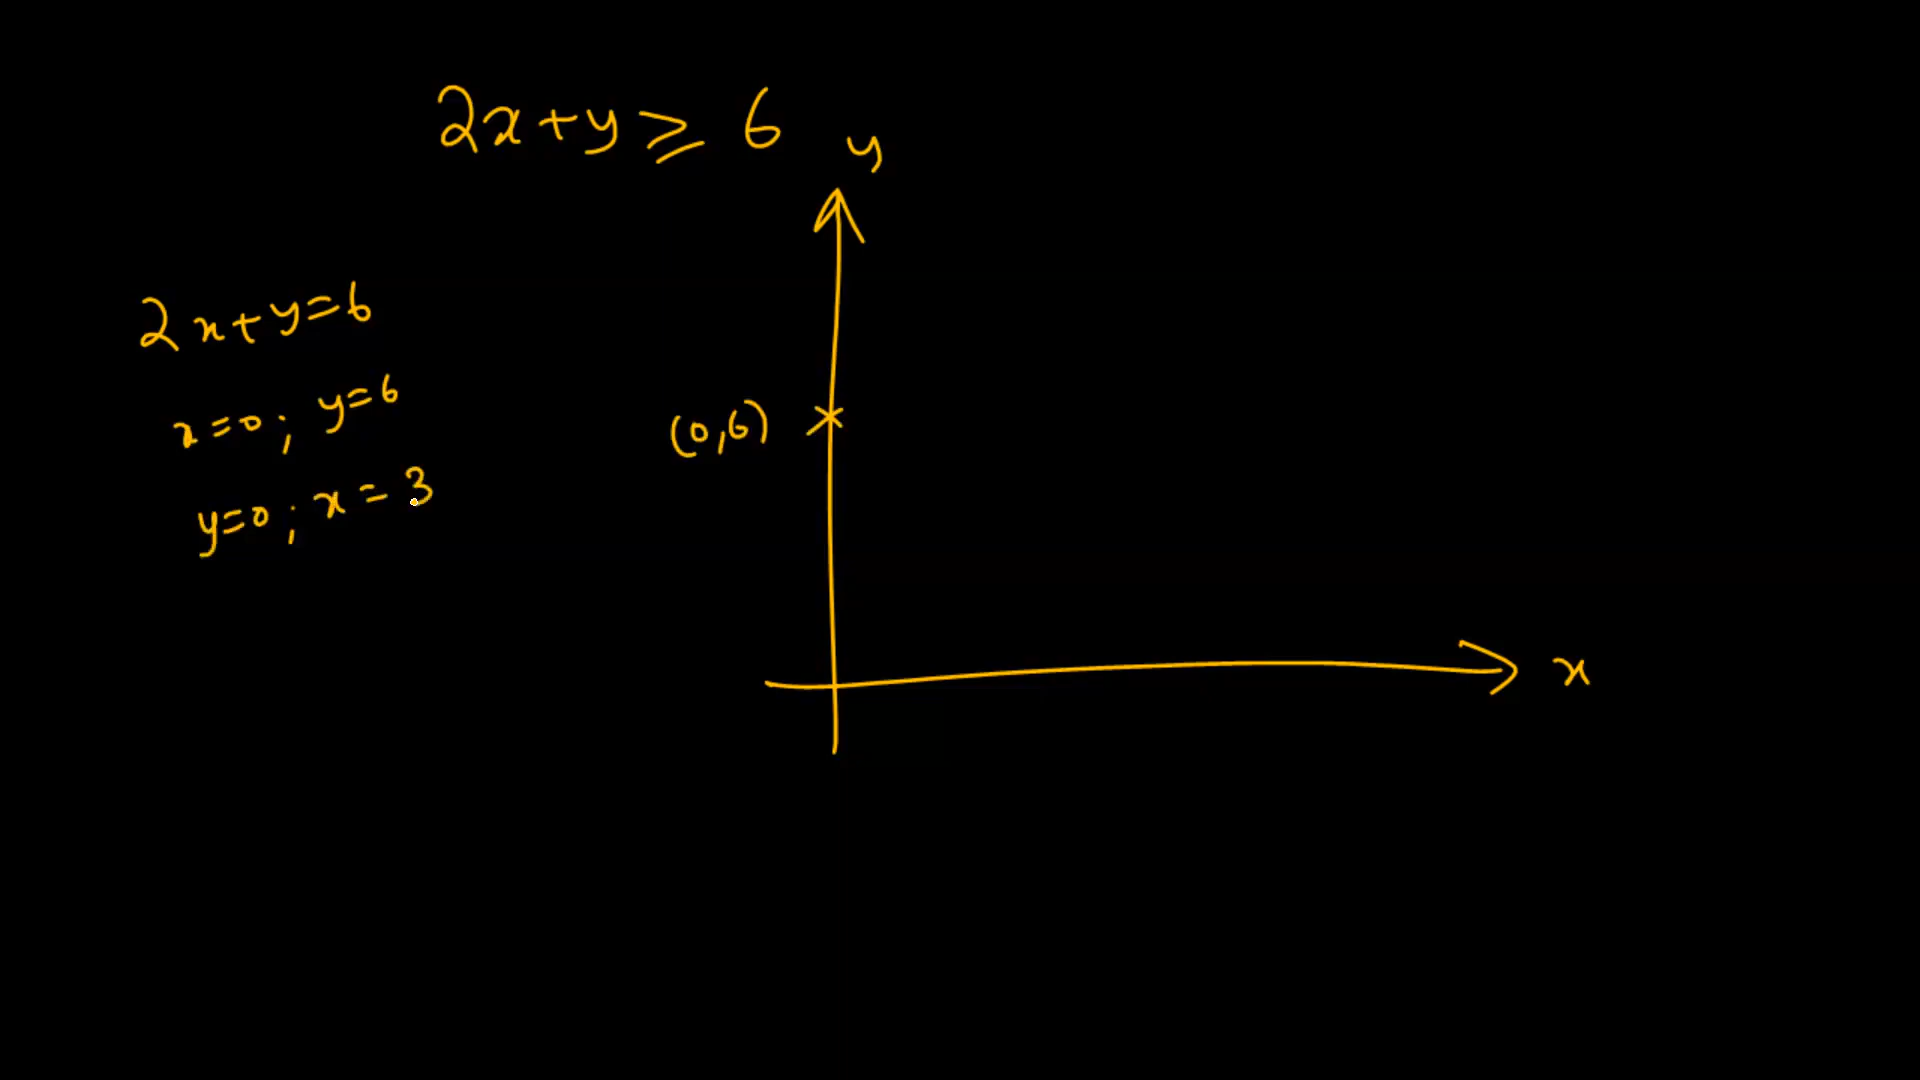 2x+y ≥ 6
y
2x+y=6
x=0; y=6
(0,6)
y=0; x=3
x